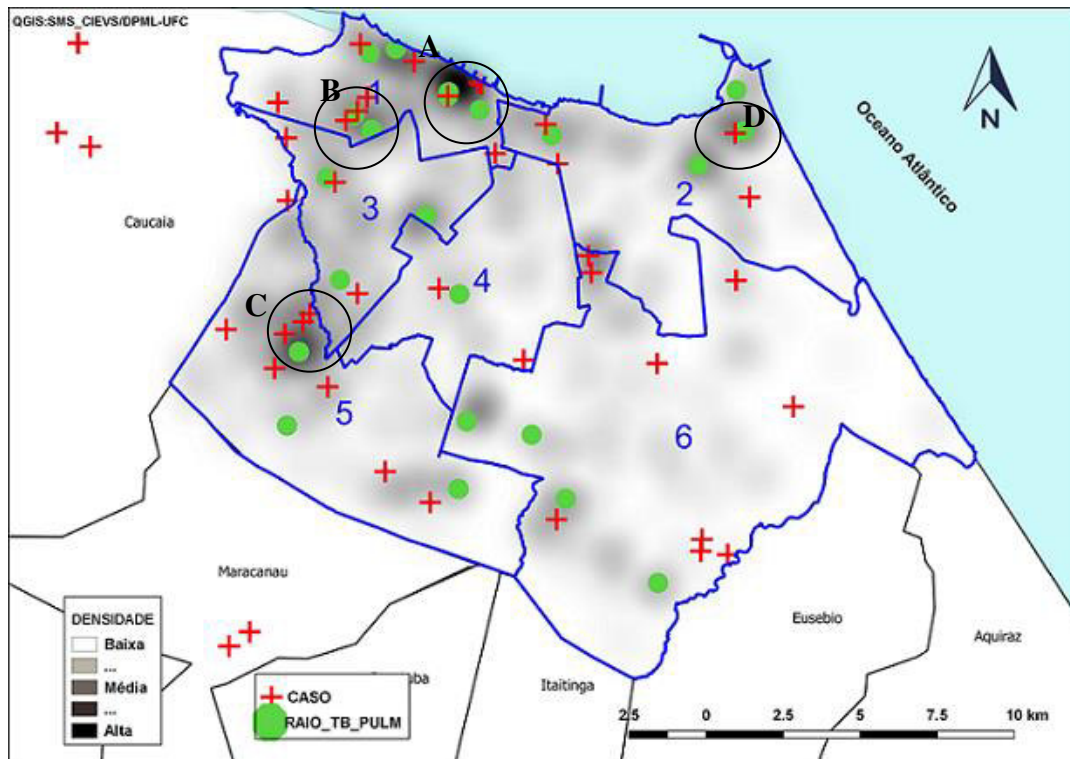 QGIS:SMS_CIEVS/DPML-UFC
A
B
1
D
N
Oceano Atlântico
2
3
Caucaia
4
C
5
6
Maracanau
Eusebio
Aquiraz
Itaitinga
uba
DENSIDADE
Baixa
...
Média
...
Alta
CASO
RAIO_TB_PULM
2.5 0 2.5 5 7.5 10 km